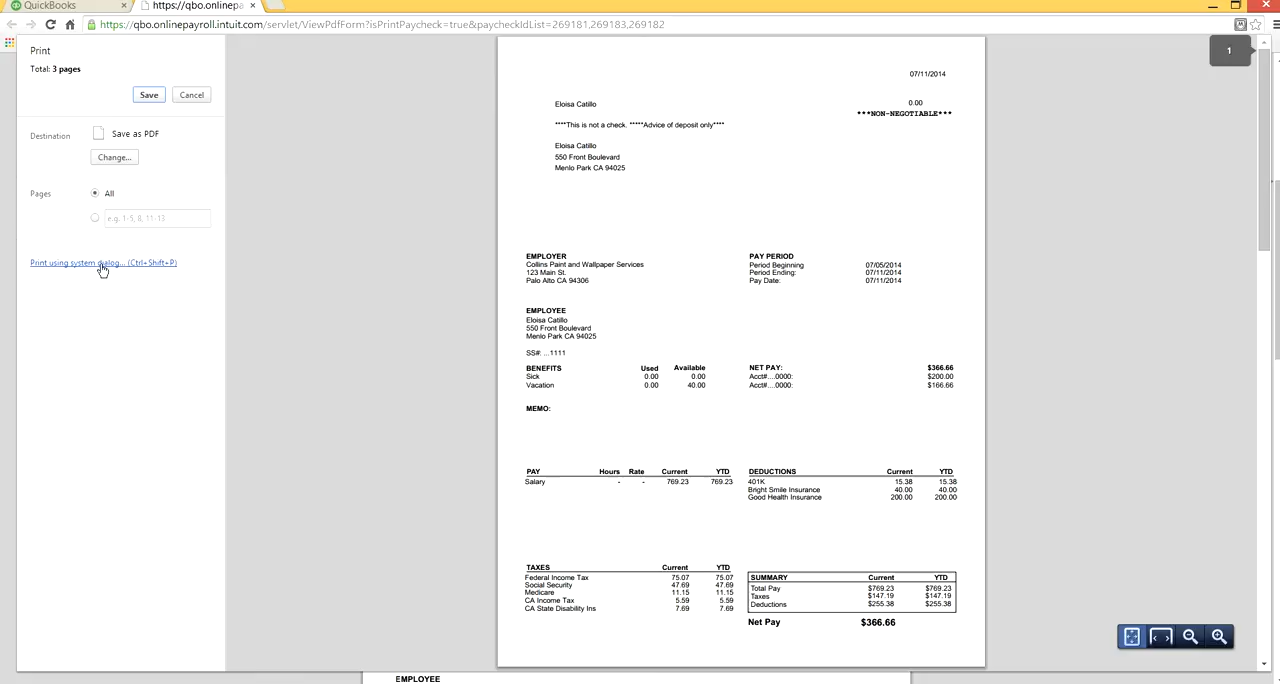 QuickBooks ×
https://qbo.onlinepa ×
https://qbo.onlinepayroll.intuit.com/servlet/ViewPdfForm?isPrintPaycheck=true&paycheckIdList=269181,269183,269182
Print
Total: 3 pages
Save Cancel
Destination Save as PDF
Change...
Pages All
e.g. 1-5, 8, 11-13
Print using system dialog... (Ctrl+Shift+P)
1
07/11/2014
Eloisa Catillo 0.00
***NON-NEGOTIABLE***
****This is not a check. *****Advice of deposit only****
Eloisa Catillo
550 Front Boulevard
Menlo Park CA 94025
EMPLOYER PAY PERIOD
Collins Paint and Wallpaper Services Period Beginning 07/05/2014
123 Main St. Period Ending: 07/11/2014
Palo Alto CA 94306 Pay Date: 07/11/2014
EMPLOYEE
Eloisa Catillo
550 Front Boulevard
Menlo Park CA 94025
SS#: ...1111
BENEFITS Used Available NET PAY: $366.66
Sick 0.00 0.00 Acct#....0000: $200.00
Vacation 0.00 40.00 Acct#....0000: $166.66
MEMO:
PAY Hours Rate Current YTD DEDUCTIONS Current YTD
Salary - - 769.23 769.23 401K 15.38 15.38
Bright Smile Insurance 40.00 40.00
Good Health Insurance 200.00 200.00
TAXES Current YTD
Federal Income Tax 75.07 75.07 SUMMARY Current YTD
Social Security 47.69 47.69 Total Pay $769.23 $769.23
Medicare 11.15 11.15 Taxes $147.19 $147.19
CA Income Tax 5.59 5.59 Deductions $255.38 $255.38
CA State Disability Ins 7.69 7.69
Net Pay $366.66
EMPLOYEE